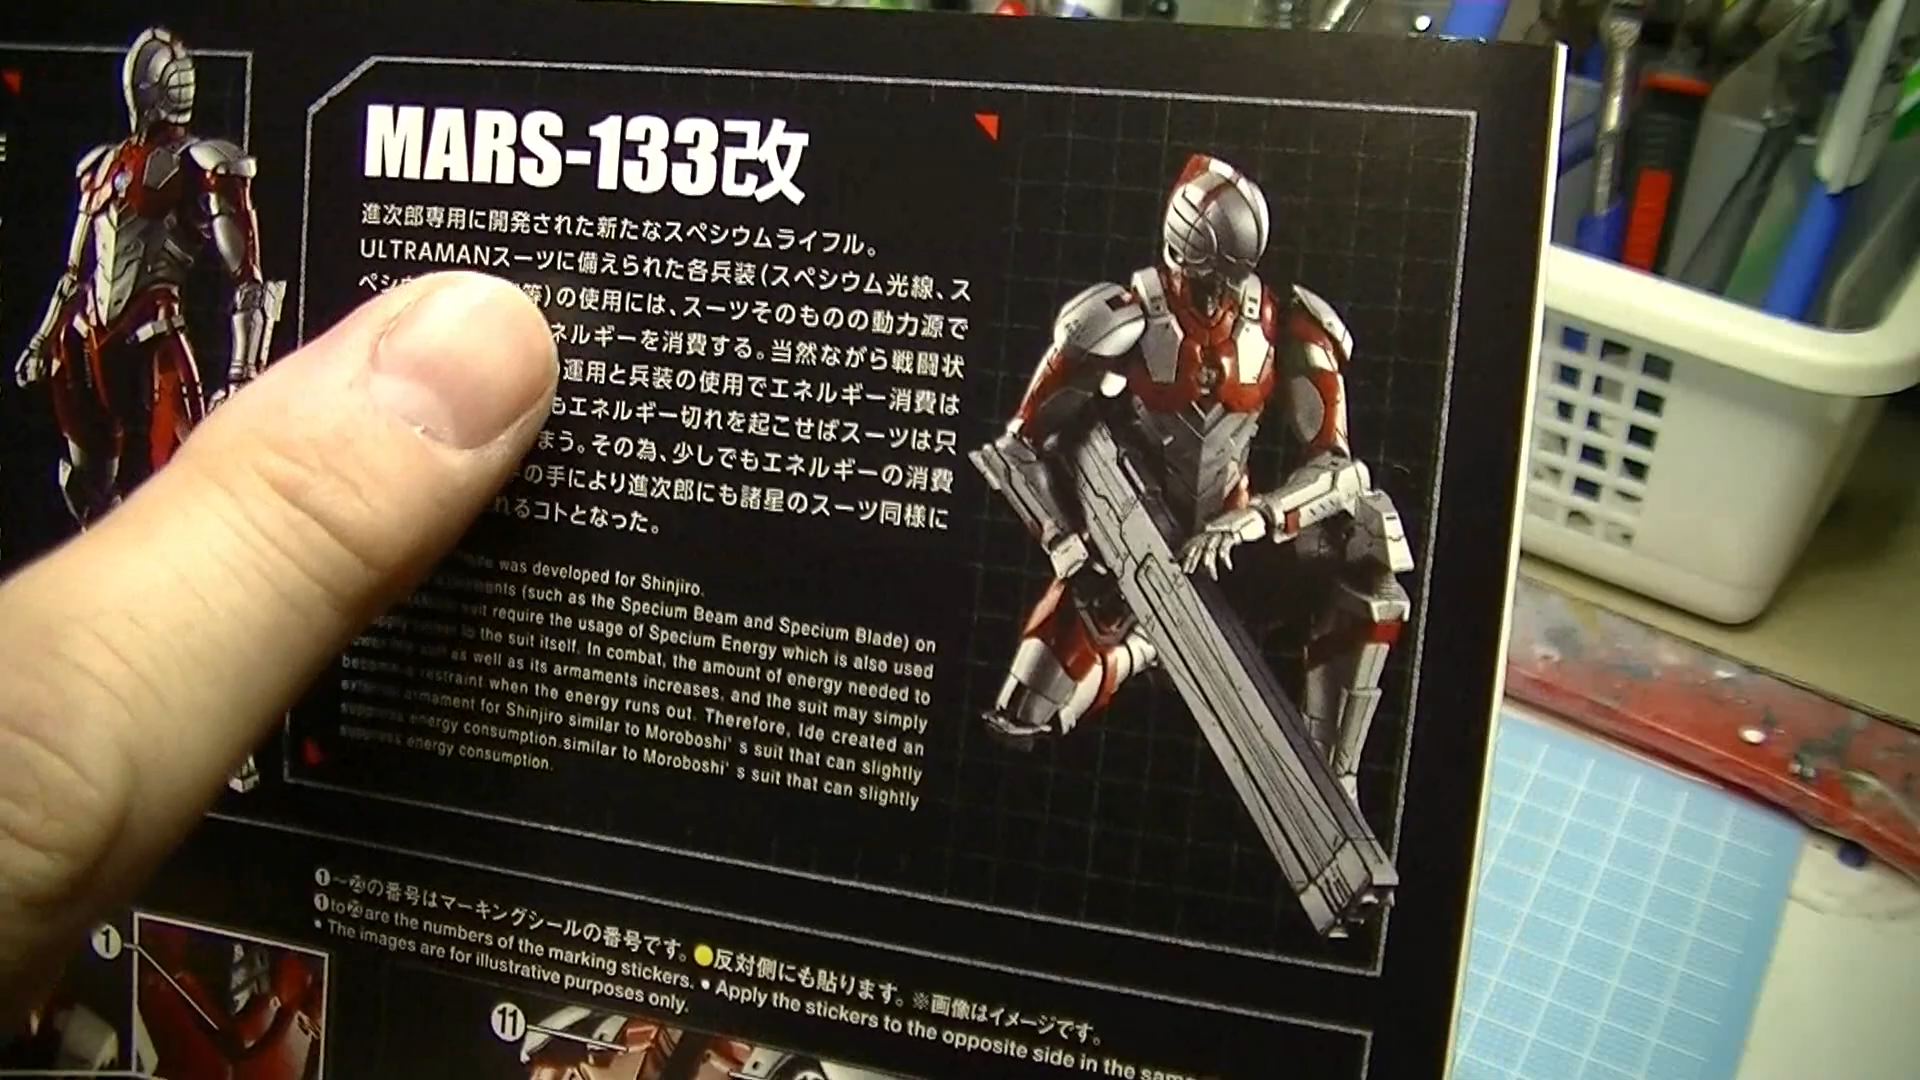 MARS-133改
進次郎専用に開発された新たなスペシウムライフル。
ULTRAMANスーツに備えられた各兵装(スペシウム光線、ス
ペシウ 等)の使用には、スーツそのものの動力源で
ネルギーを消費する。当然ながら戦闘状
運用と兵装の使用でエネルギー消費は
もエネルギー切れを起こせばスーツは只
まう。その為、少しでもエネルギーの消費
の手により進次郎にも諸星のスーツ同様に
れるコトとなった。
was developed for Shinjiro.
(such as the Specium Beam and Specium Blade) on
suit require the usage of Specium Energy which is also used
the suit itself. In combat, the amount of energy needed to
as well as its armaments increases, and the suit may simply
become a restraint when the energy runs out. Therefore, Ide created an
external armament for Shinjiro similar to Moroboshi's suit that can slightly
suppress energy consumption.similar to Moroboshi's suit that can slightly
suppress energy consumption.
❶~ の番号はマーキングシールの番号です。●反対側にも貼ります。※画像はイメージです。
❶to are the numbers of the marking stickers. • Apply the stickers to the opposite side in the same
• The images are for illustrative purposes only.
1
11